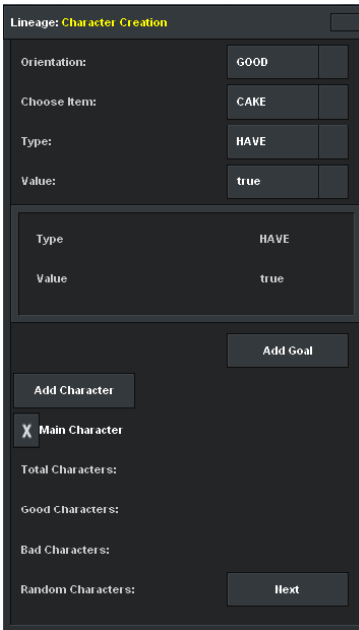 Lineage: Character Creation
Orientation: GOOD
Choose Item: CAKE
Type: HAVE
Value: true
Type HAVE
Value true
Add Goal
Add Character
X Main Character
Total Characters:
Good Characters:
Bad Characters:
Random Characters: Next